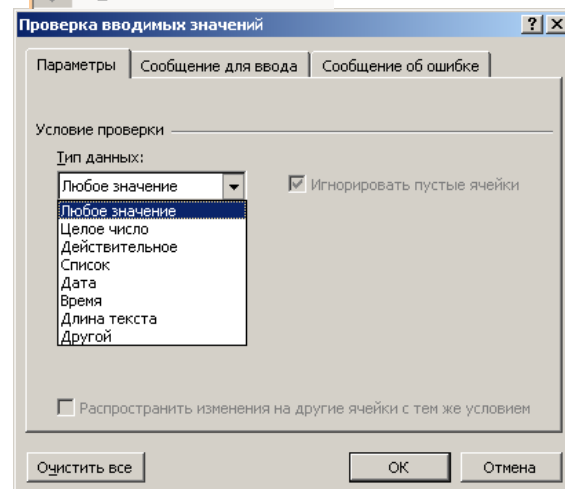 Проверка вводимых значений
Параметры Сообщение для ввода Сообщение об ошибке
Условие проверки
Тип данных:
Любое значение Игнорировать пустые ячейки
Любое значение
Целое число
Действительное
Список
Дата
Время
Длина текста
Другой
Распространить изменения на другие ячейки с тем же условием
Очистить все ОК Отмена